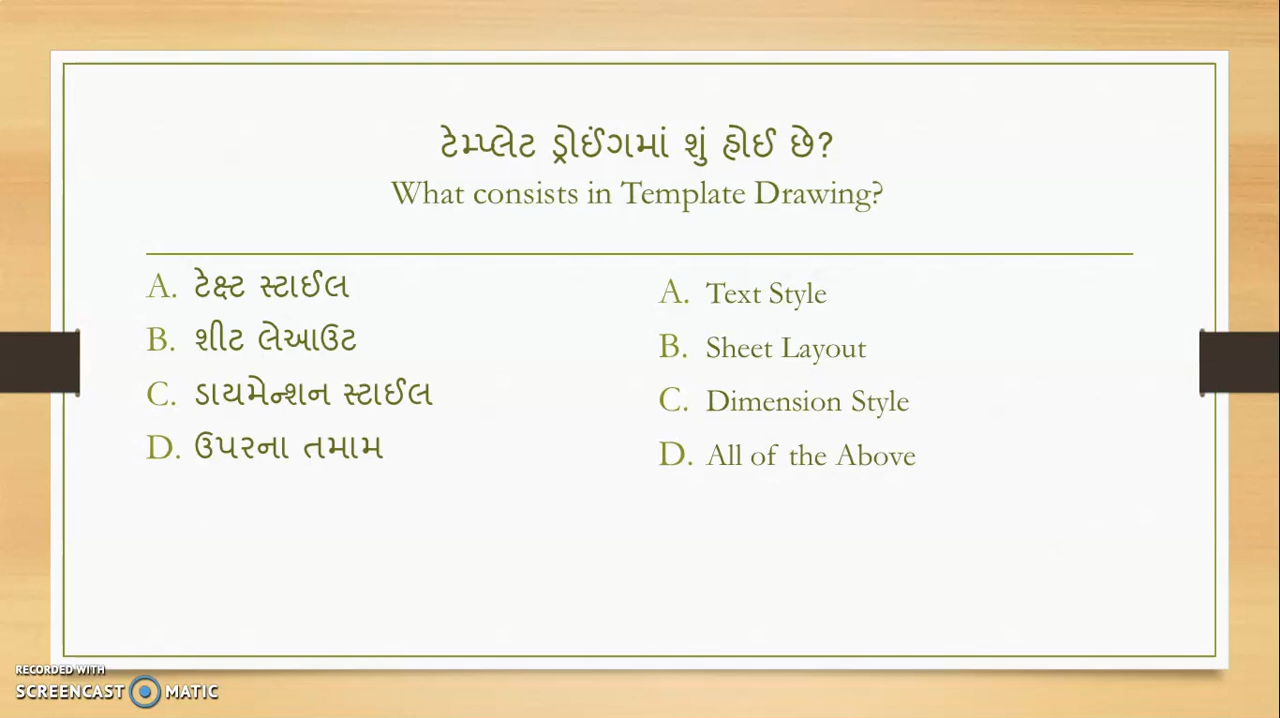 ટેમ્પ્લેટ ડ્રોઈંગમાં શું હોઈ છે?
What consists in Template Drawing?
A. ટેક્ષ્ટ સ્ટાઈલ
B. શીટ લેઆઉટ
C. ડાયમેન્શન સ્ટાઈલ
D. ઉપરના તમામ
A. Text Style
B. Sheet Layout
C. Dimension Style
D. All of the Above
RECORDED WITH
SCREENCAST MATIC